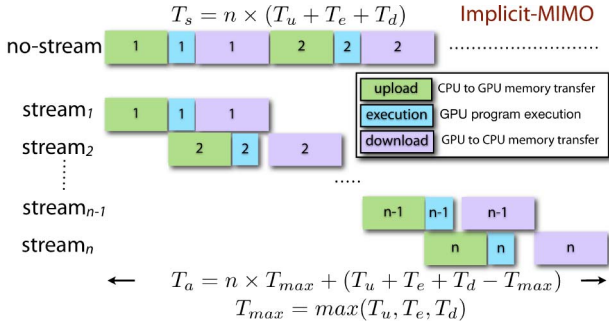 T_s = n × (T_u + T_e + T_d)
Implicit-MIMO
no-stream 1 1 1 2 2 2 ........................
upload CPU to GPU memory transfer
execution GPU program execution
download GPU to CPU memory transfer
stream_1 1 1 1
stream_2 2 2 2
.....
stream_n-1 n-1 n-1 n-1
stream_n n n n
T_a = n × T_max + (T_u + T_e + T_d − T_max)
T_max = max(T_u, T_e, T_d)